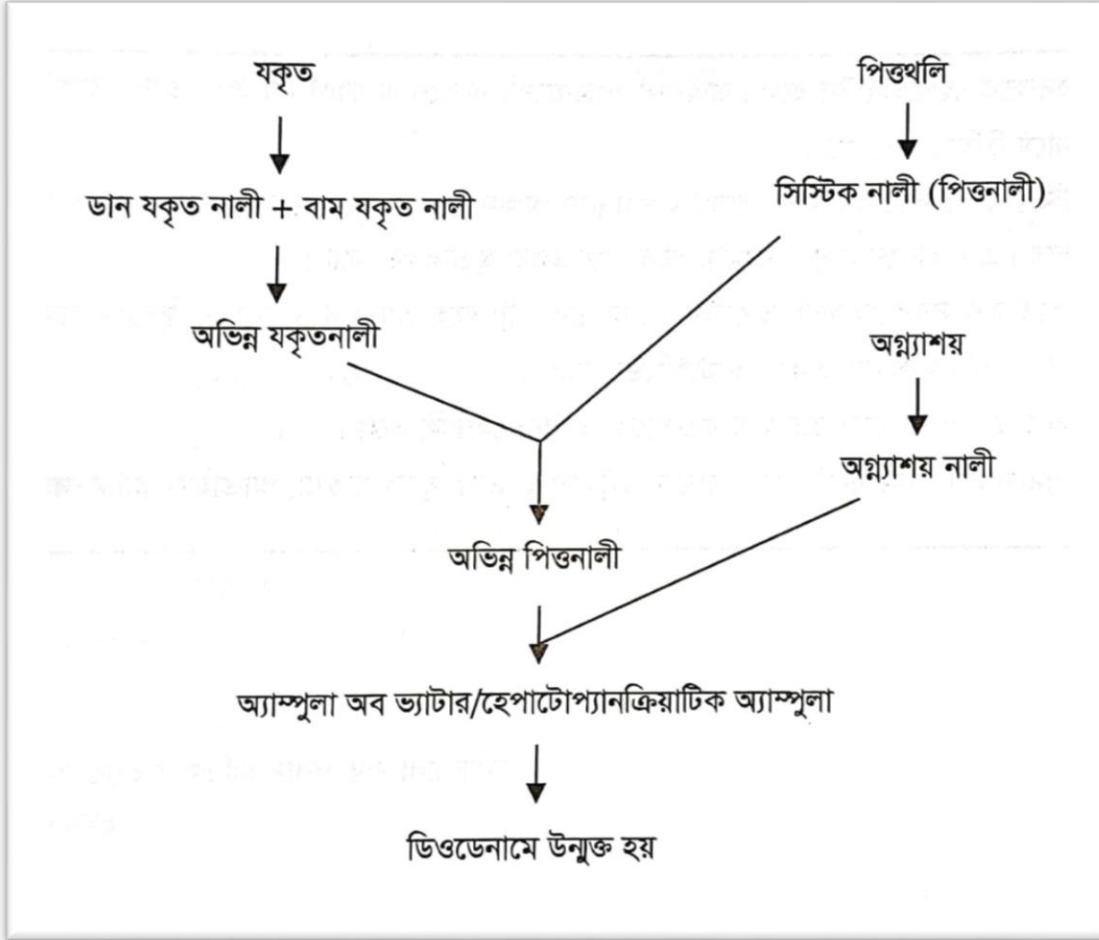 যকৃত
পিত্তথলি
ডান যকৃত নালী + বাম যকৃত নালী
সিস্টিক নালী (পিত্তনালী)
অভিন্ন যকৃতনালী
অগ্ন্যাশয়
অগ্ন্যাশয় নালী
অভিন্ন পিত্তনালী
অ্যাম্পুলা অব ভ্যাটার/হেপাটোপ্যানক্রিয়াটিক অ্যাম্পুলা
ডিওডেনামে উন্মুক্ত হয়